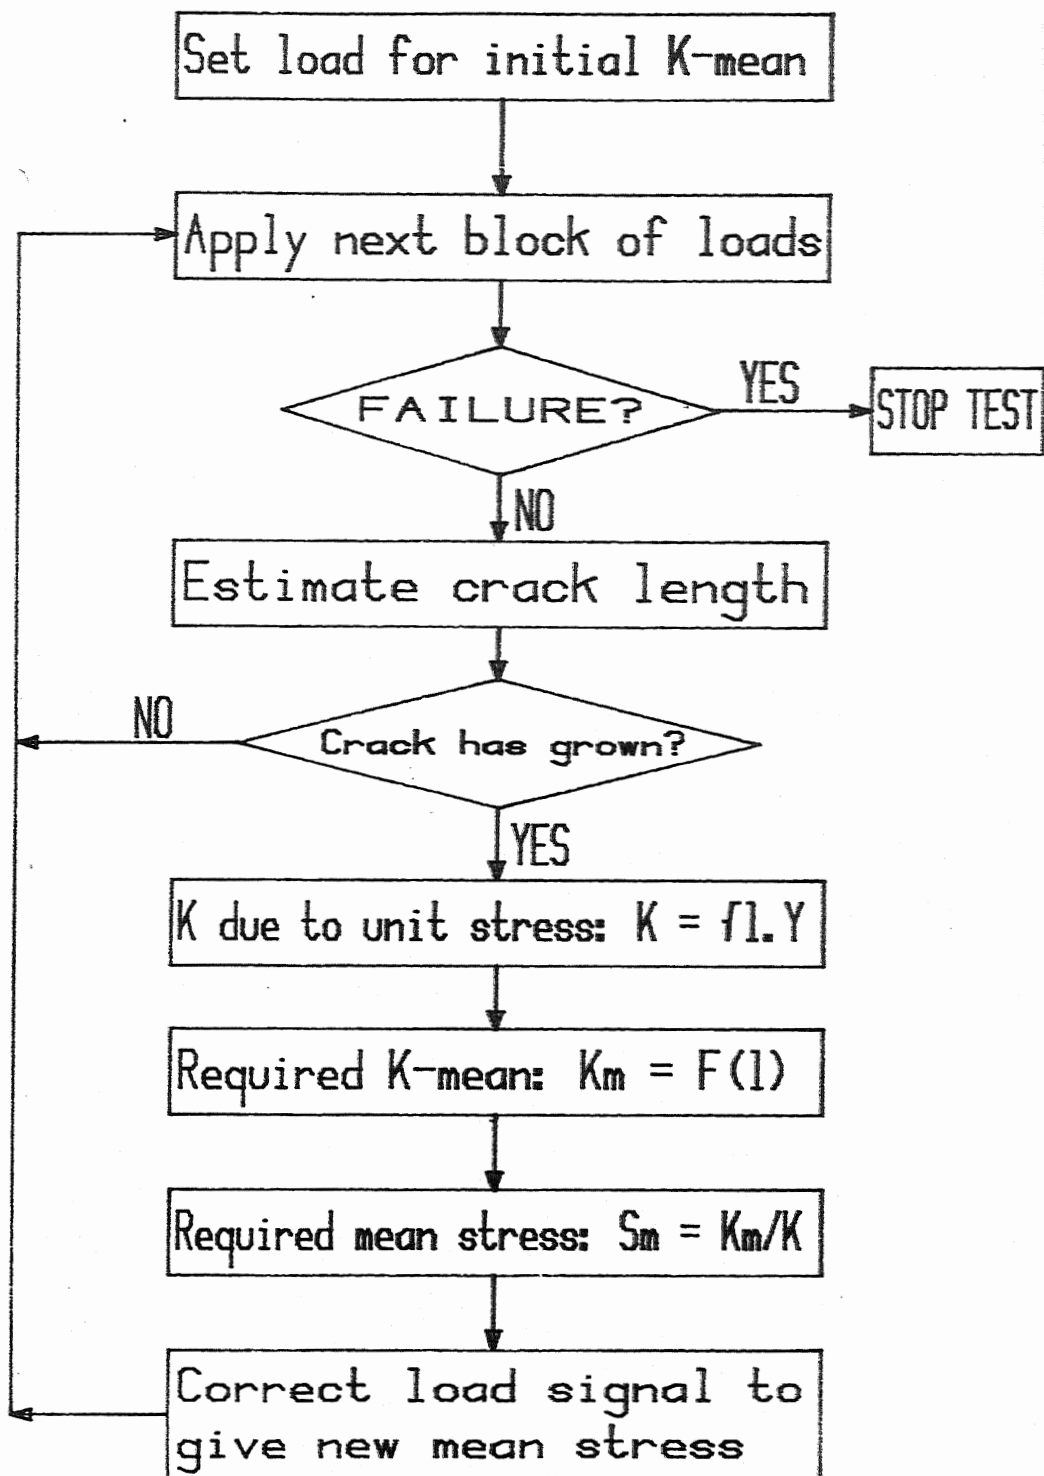 Set load for initial K-mean
Apply next block of loads
FAILURE?
YES
STOP TEST
NO
Estimate crack length
Crack has grown?
NO
YES
K due to unit stress: K = √l.Y
Required K-mean: Km = F(l)
Required mean stress: Sm = Km/K
Correct load signal to
give new mean stress